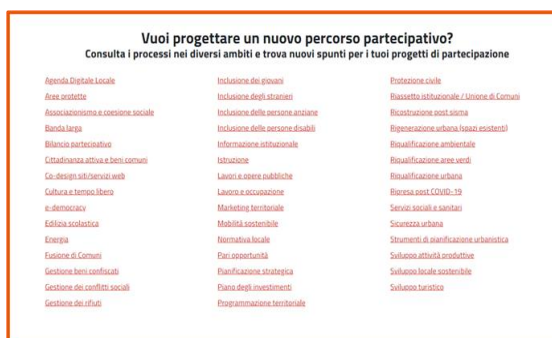 Vuoi progettare un nuovo percorso partecipativo?
Consulta i processi nei diversi ambiti e trova nuovi spunti per i tuoi progetti di partecipazione
Agenda Digitale Locale
Aree protette
Associazionismo e coesione sociale
Banda larga
Bilancio partecipativo
Cittadinanza attiva e beni comuni
Co-design siti/servizi web
Cultura e tempo libero
e-democracy
Edilizia scolastica
Energia
Fusione di Comuni
Gestione beni confiscati
Gestione dei conflitti sociali
Gestione dei rifiuti
Inclusione dei giovani
Inclusione degli stranieri
Inclusione delle persone anziane
Inclusione delle persone disabili
Informazione istituzionale
Istruzione
Lavori e opere pubbliche
Lavoro e occupazione
Marketing territoriale
Mobilità sostenibile
Normativa locale
Pari opportunità
Pianificazione strategica
Piano degli investimenti
Programmazione territoriale
Protezione civile
Riassetto istituzionale / Unione di Comuni
Ricostruzione post sisma
Rigenerazione urbana (spazi esistenti)
Riqualificazione ambientale
Riqualificazione aree verdi
Riqualificazione urbana
Ripresa post COVID-19
Servizi sociali e sanitari
Sicurezza urbana
Strumenti di pianificazione urbanistica
Sviluppo attività produttive
Sviluppo locale sostenibile
Sviluppo turistico